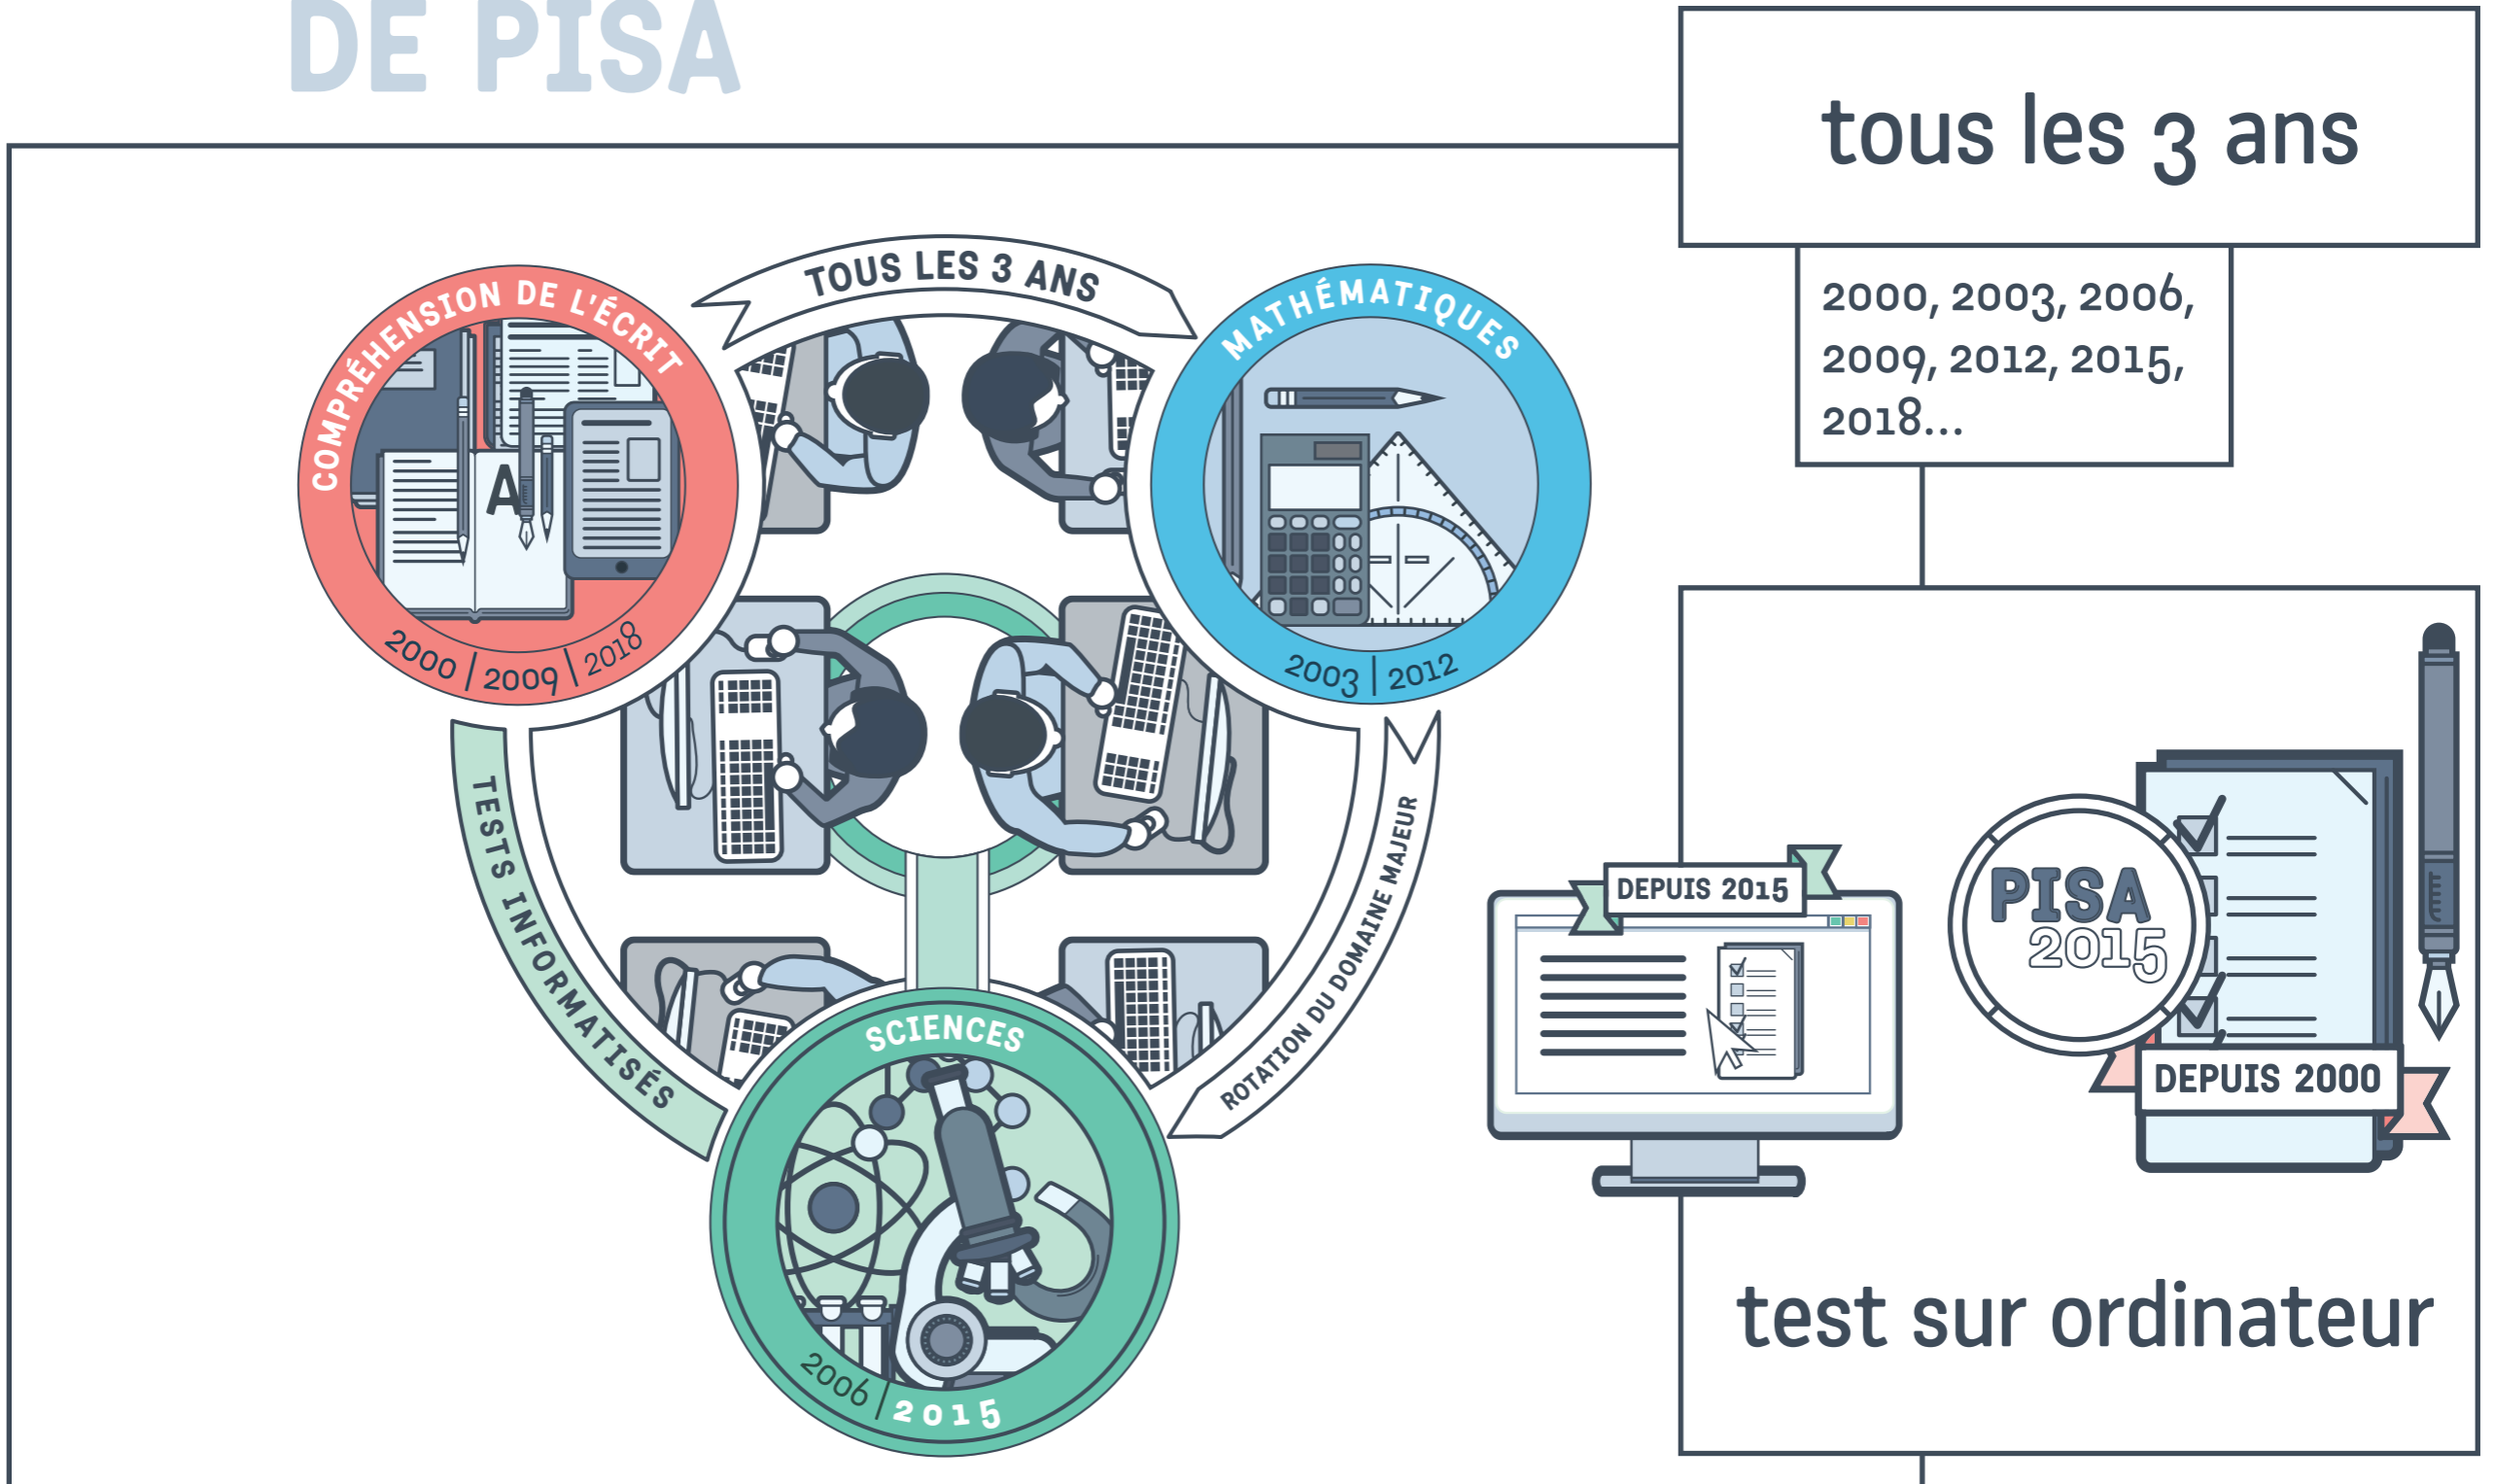 DE PISA
tous les 3 ans
2000, 2003, 2006,
2009, 2012, 2015,
2018...
TOUS LES 3 ANS
COMPRÉHENSION DE L'ÉCRIT
A
2000 | 2009 | 2018
MATHÉMATIQUES
2003 | 2012
TESTS INFORMATISÉS
ROTATION DU DOMAINE MAJEUR
SCIENCES
2006 | 2015
DEPUIS 2015
PISA
2015
DEPUIS 2000
test sur ordinateur